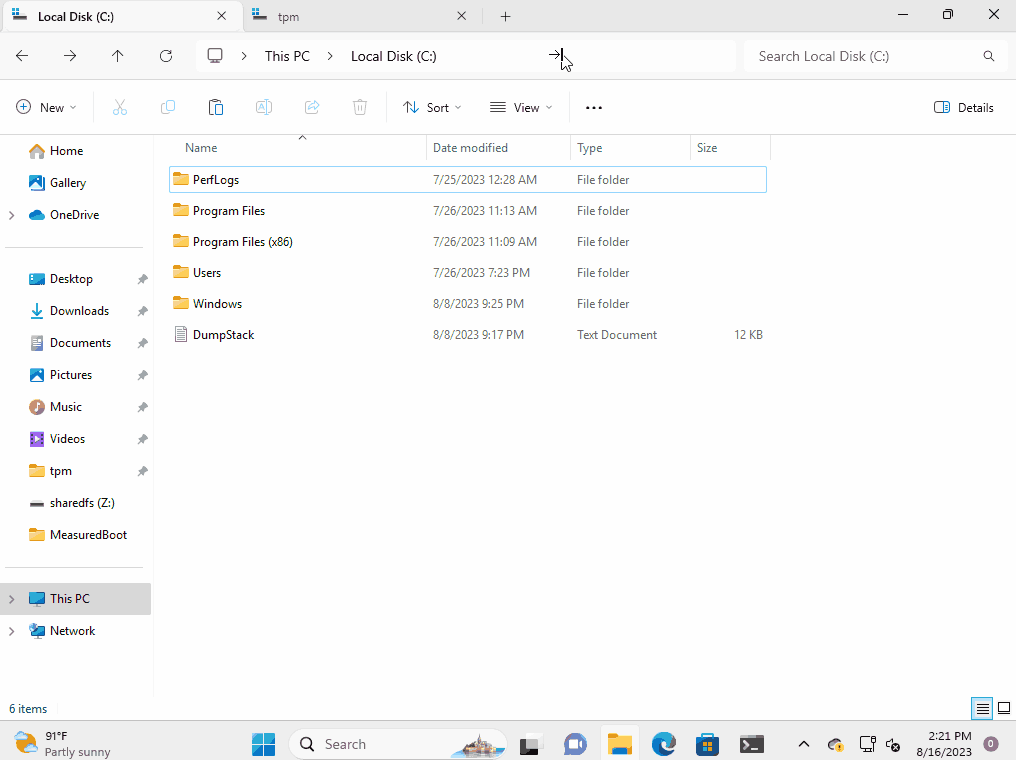 Local Disk (C:)
tpm
This PC
Local Disk (C:)
Search Local Disk (C:)
New
Sort
View
Details
Name Date modified Type Size
Home
Gallery
OneDrive
Desktop
Downloads
Documents
Pictures
Music
Videos
tpm
sharedfs (Z:)
MeasuredBoot
This PC
Network
PerfLogs 7/25/2023 12:28 AM File folder
Program Files 7/26/2023 11:13 AM File folder
Program Files (x86) 7/26/2023 11:09 AM File folder
Users 7/26/2023 7:23 PM File folder
Windows 8/8/2023 9:25 PM File folder
DumpStack 8/8/2023 9:17 PM Text Document 12 KB
6 items
91°F
Partly sunny
Search
2:21 PM
8/16/2023
0